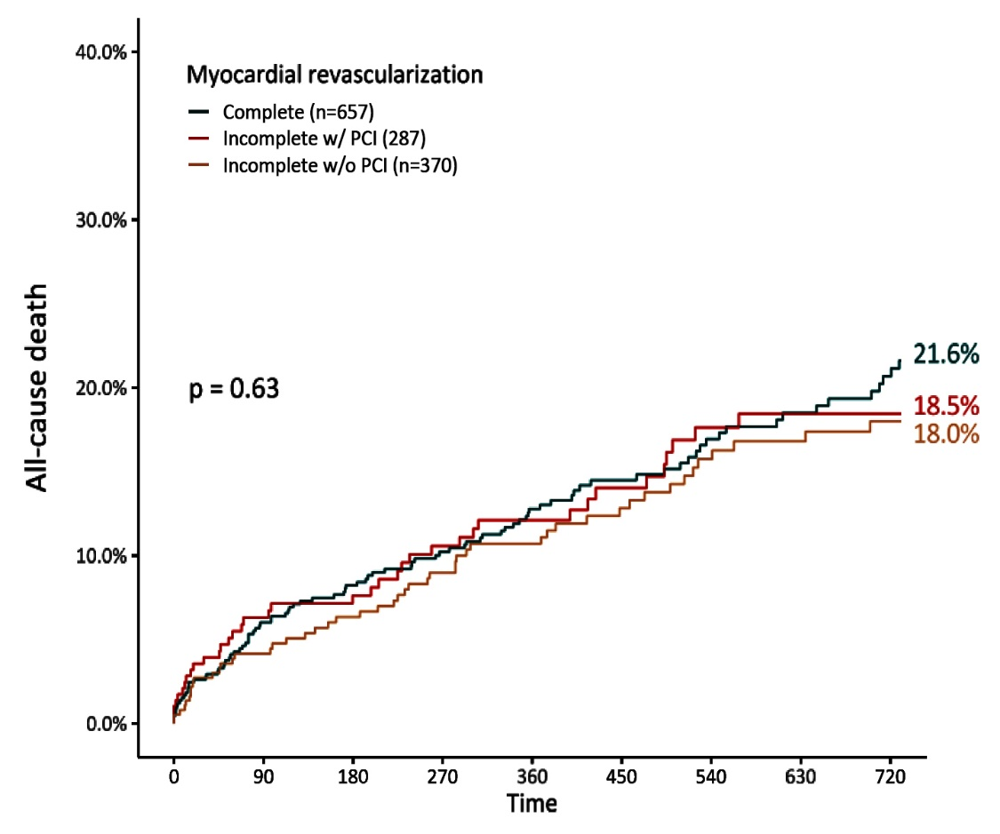 40.0%
Myocardial revascularization
Complete (n=657)
Incomplete w/ PCI (287)
Incomplete w/o PCI (n=370)
30.0%
All-cause death
21.6%
20.0%
p = 0.63
18.5%
18.0%
10.0%
0.0%
0 90 180 270 360 450 540 630 720
Time